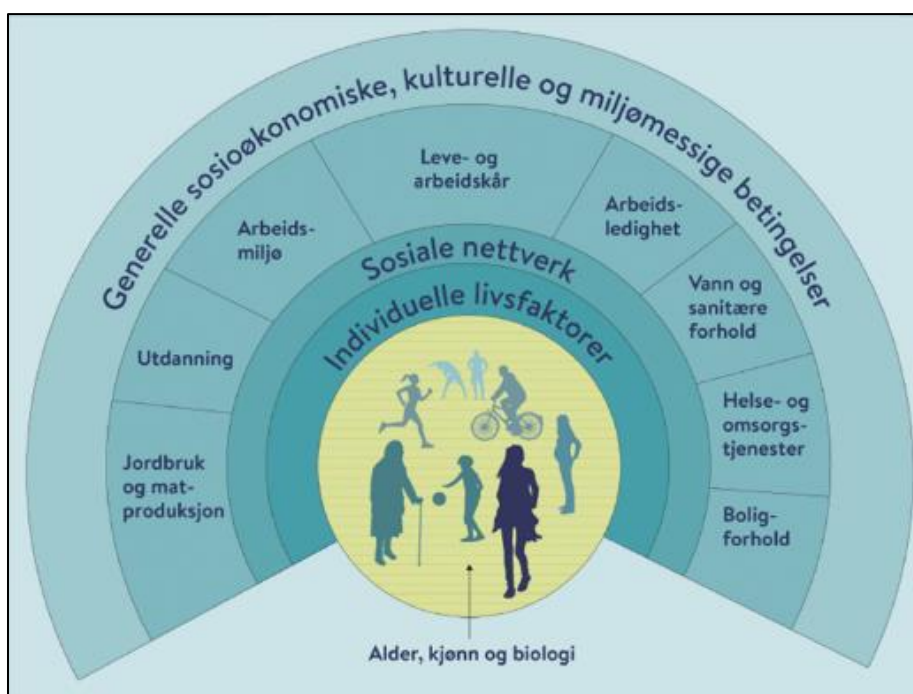 Generelle sosioøkonomiske, kulturelle og miljømessige betingelser
Leve- og
arbeidskår
Arbeids-
miljø
Arbeids-
ledighet
Sosiale nettverk
Individuelle livsfaktorer
Vann og
sanitære
forhold
Utdanning
Helse- og
omsorgs-
tjenester
Jordbruk
og mat-
produksjon
Bolig-
forhold
Alder, kjønn og biologi